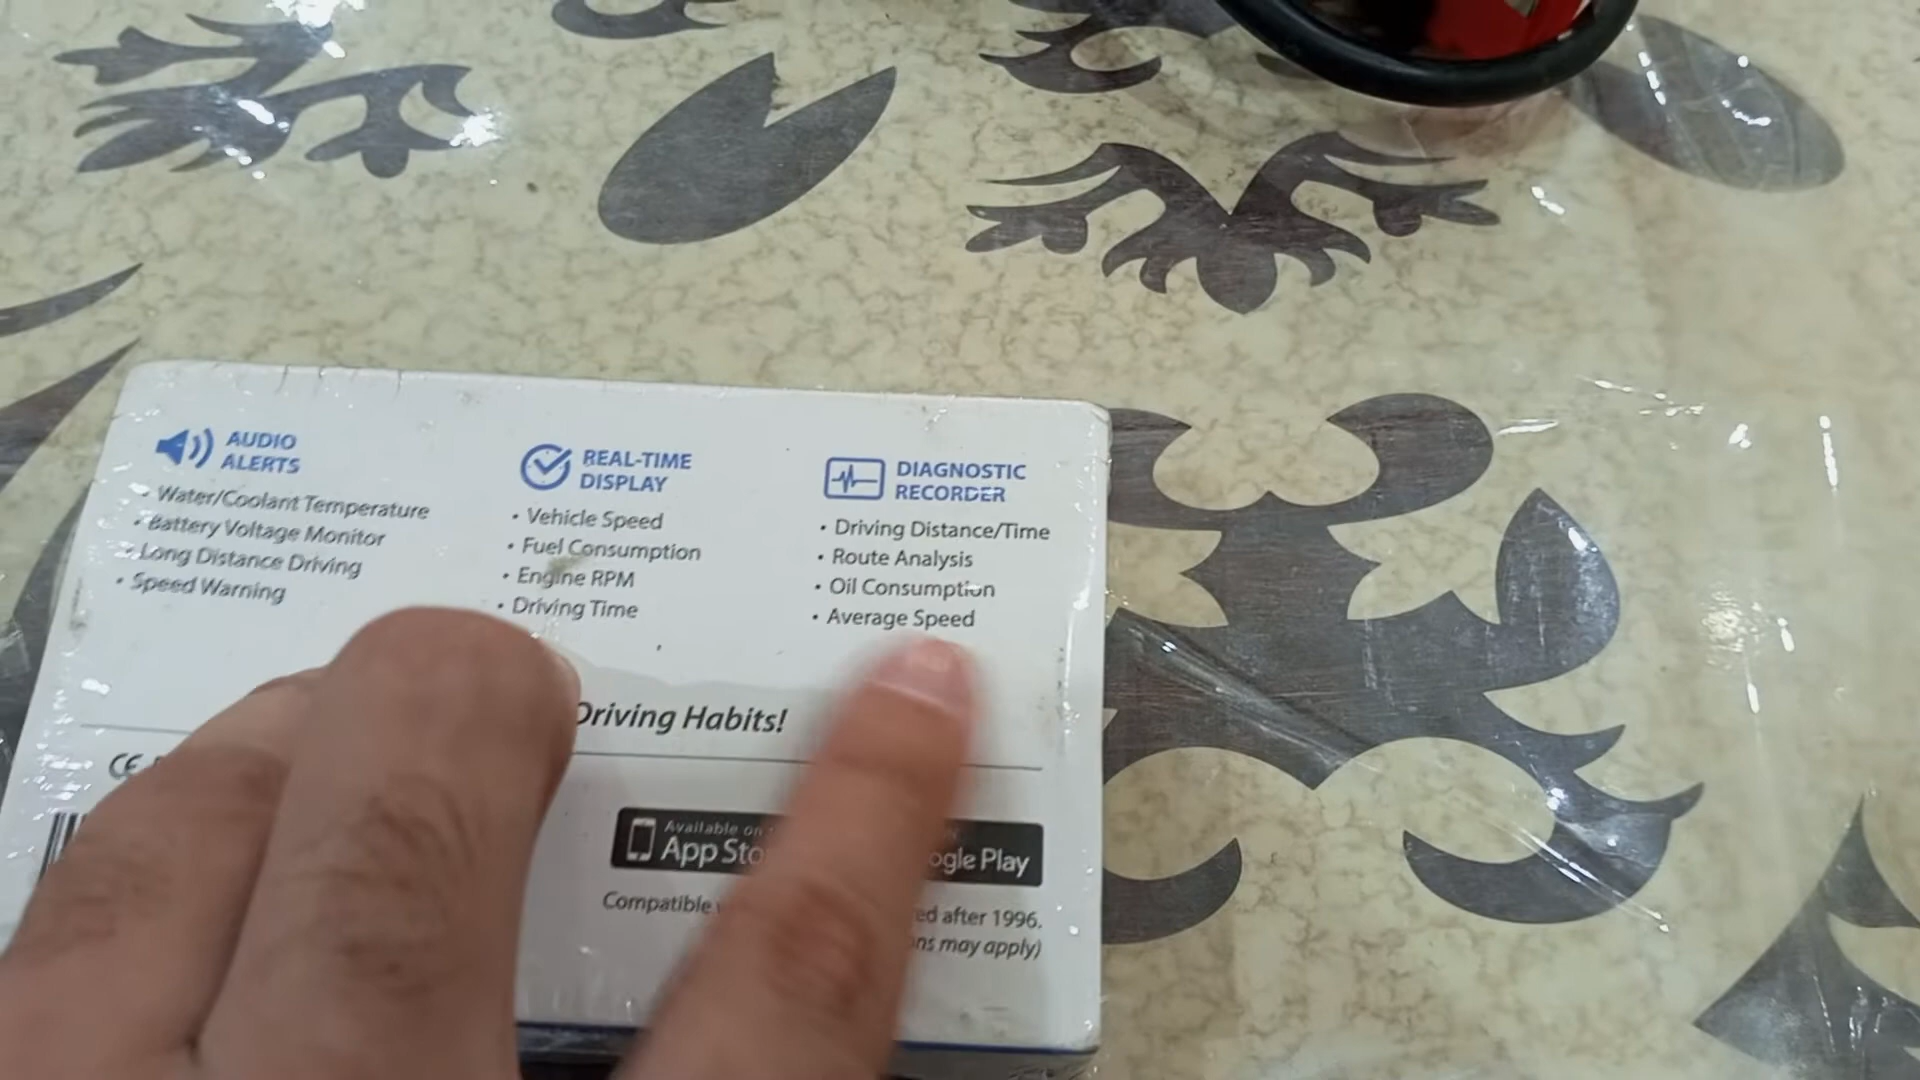 AUDIO
ALERTS
• Water/Coolant Temperature
• Battery Voltage Monitor
• Long Distance Driving
• Speed Warning
REAL-TIME
DISPLAY
• Vehicle Speed
• Fuel Consumption
• Engine RPM
• Driving Time
DIAGNOSTIC
RECORDER
• Driving Distance/Time
• Route Analysis
• Oil Consumption
• Average Speed
Driving Habits!
CE
Available on
App Sto
ogle Play
Compatible
ed after 1996.
ns may apply)